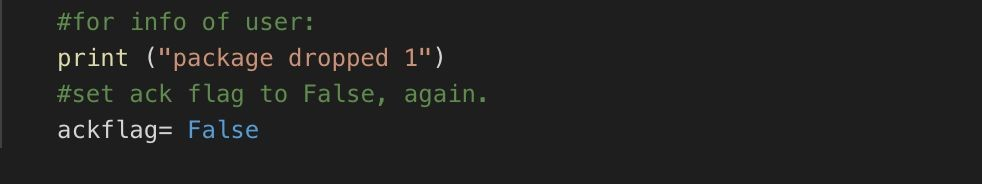 #for info of user:
print ("package dropped 1")
#set ack flag to False, again.
ackflag= False